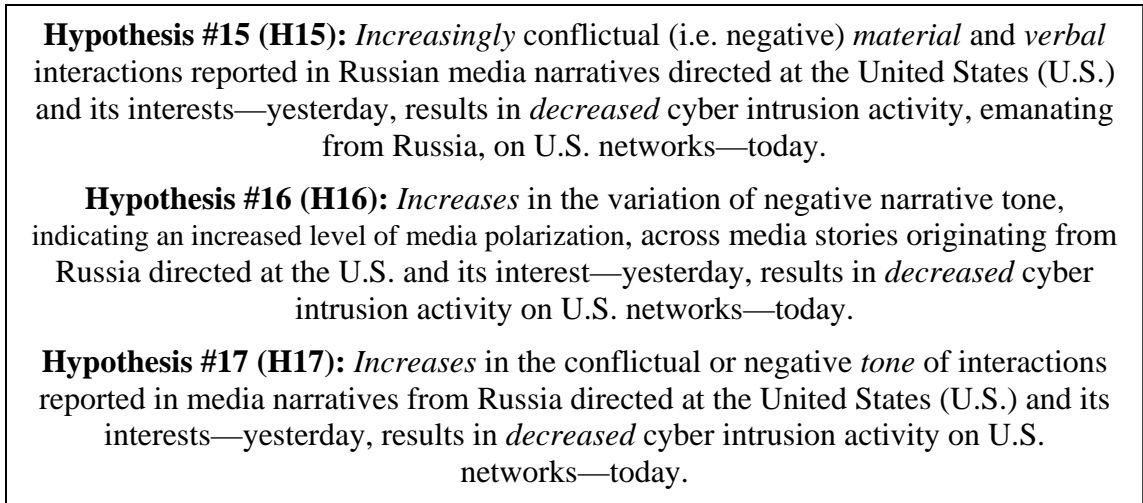 Hypothesis #15 (H15): Increasingly conflictual (i.e. negative) material and verbal
interactions reported in Russian media narratives directed at the United States (U.S.)
and its interests—yesterday, results in decreased cyber intrusion activity, emanating
from Russia, on U.S. networks—today.
Hypothesis #16 (H16): Increases in the variation of negative narrative tone,
indicating an increased level of media polarization, across media stories originating from
Russia directed at the U.S. and its interest—yesterday, results in decreased cyber
intrusion activity on U.S. networks—today.
Hypothesis #17 (H17): Increases in the conflictual or negative tone of interactions
reported in media narratives from Russia directed at the United States (U.S.) and its
interests—yesterday, results in decreased cyber intrusion activity on U.S.
networks—today.